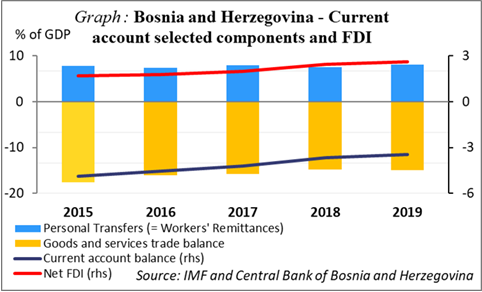 Graph: Bosnia and Herzegovina - Current
account selected components and FDI
% of GDP
10
0
-10
-20
3
0
-3
-6
2015 2016 2017 2018 2019
Personal Transfers (= Workers' Remittances)
Goods and services trade balance
Current account balance (rhs)
Net FDI (rhs)
Source: IMF and Central Bank of Bosnia and Herzegovina